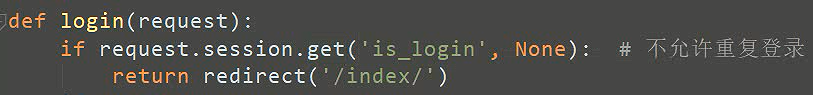 def login(request):
    if request.session.get('is_login', None):  # 不允许重复登录
        return redirect('/index/')